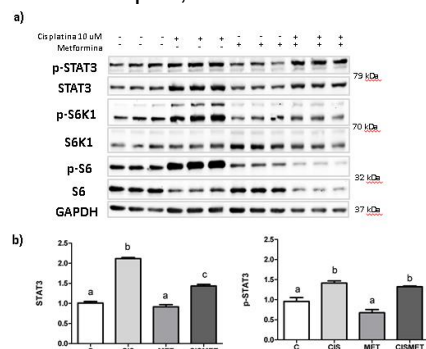 a)
Cisplatina 10 uM - - - + + + - - - + + +
Metformina - - - - - - + + + + + +
p-STAT3
79 kDa
STAT3
p-S6K1
70 kDa
S6K1
p-S6
32 kDa
S6
GAPDH 37 kDa
b)
STAT3
2.5
2.0
1.5
1.0
0.5
0.0
a
b
a
c
C CIS MET CISMET
p-STAT3
2.5
2.0
1.5
1.0
0.5
0.0
a
b
a
b
C CIS MET CISMET